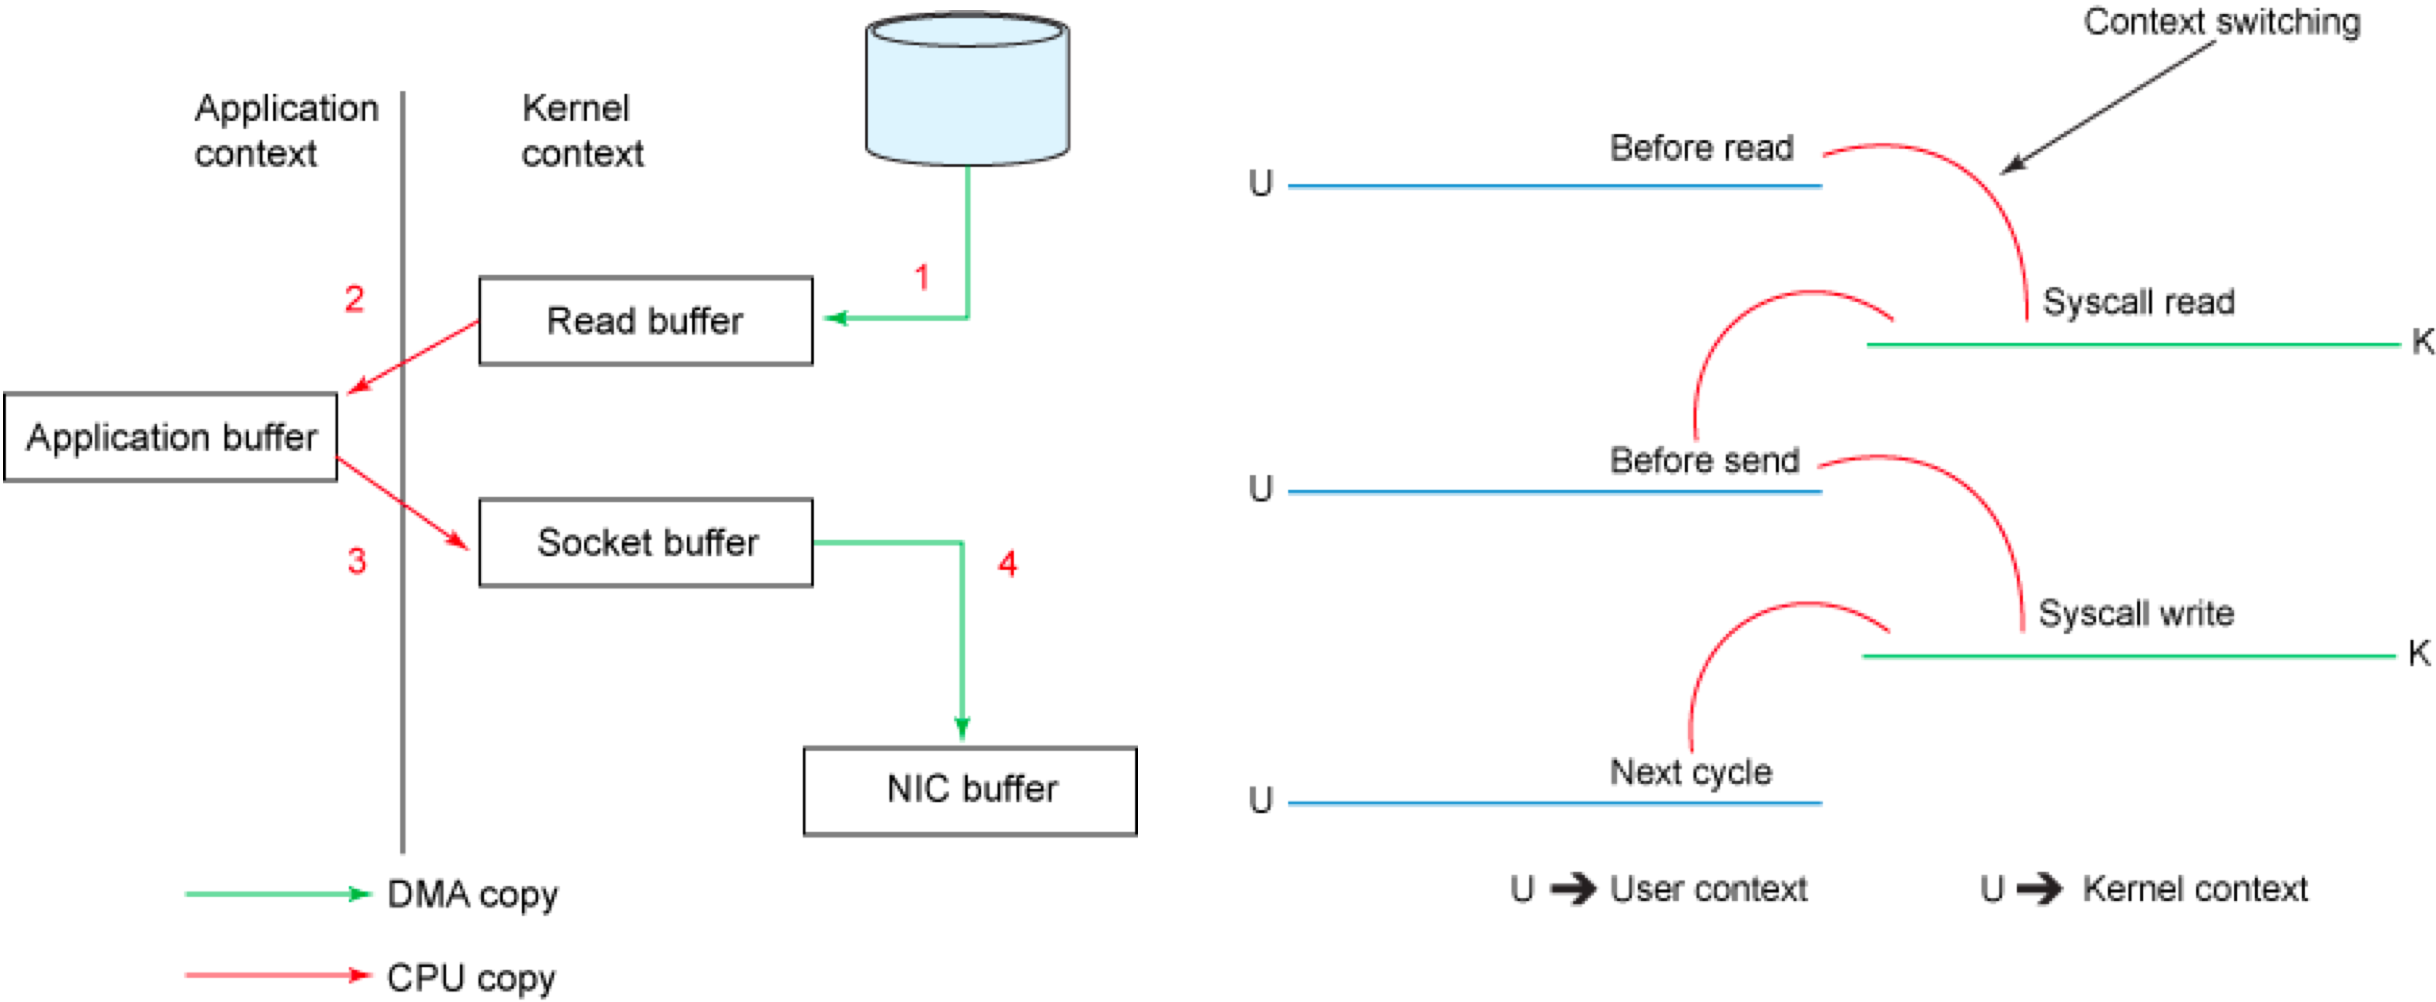 Application
context
Kernel
context
1
2
Read buffer
Application buffer
3
Socket buffer
4
NIC buffer
DMA copy
CPU copy
Context switching
Before read
U
Syscall read
K
Before send
U
Syscall write
K
Next cycle
U
U → User context
U → Kernel context